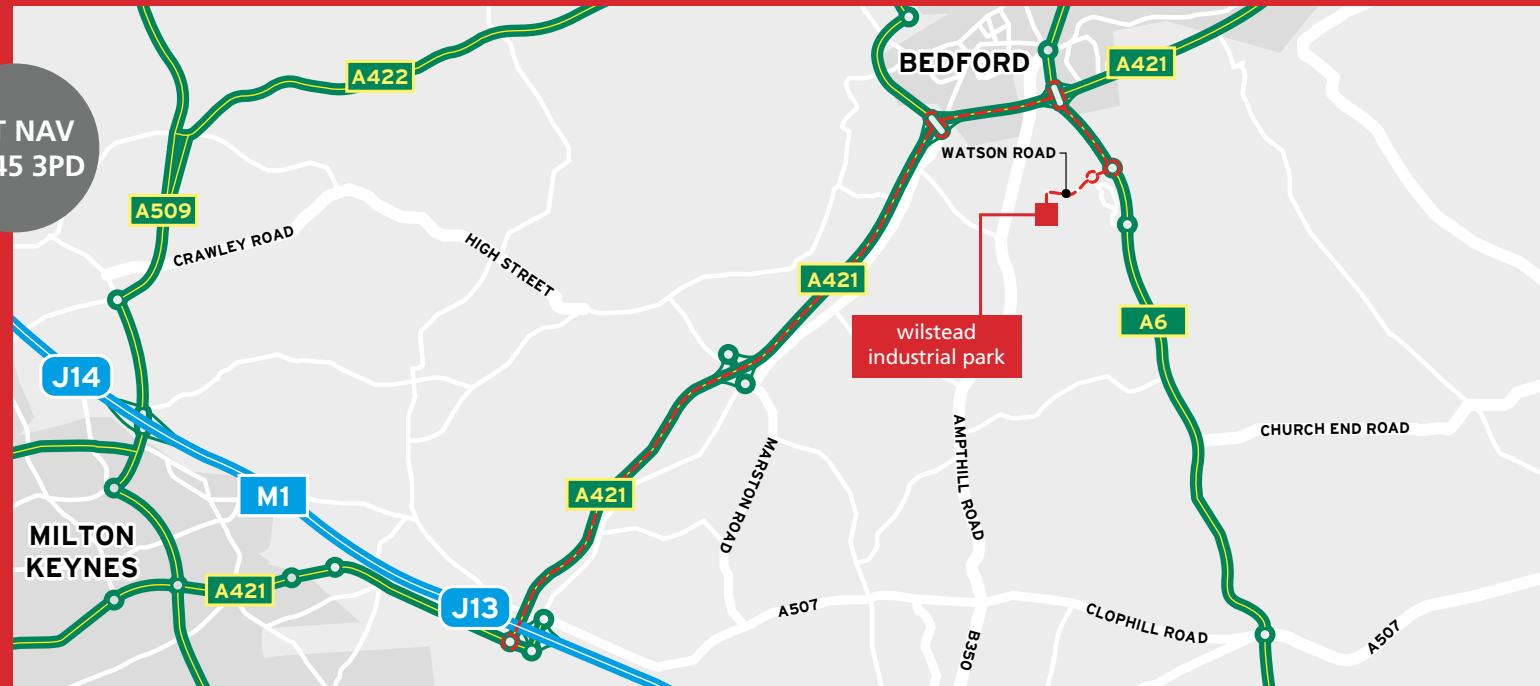 BEDFORD
A421
A422
T NAV
45 3PD
WATSON ROAD
A509
CRAWLEY ROAD
HIGH STREET
A421
A6
wilstead
industrial park
J14
AMPTHILL ROAD
CHURCH END ROAD
MARSTON ROAD
M1
A421
MILTON
KEYNES
A421
J13
A507
CLOPHILL ROAD
A507
B350